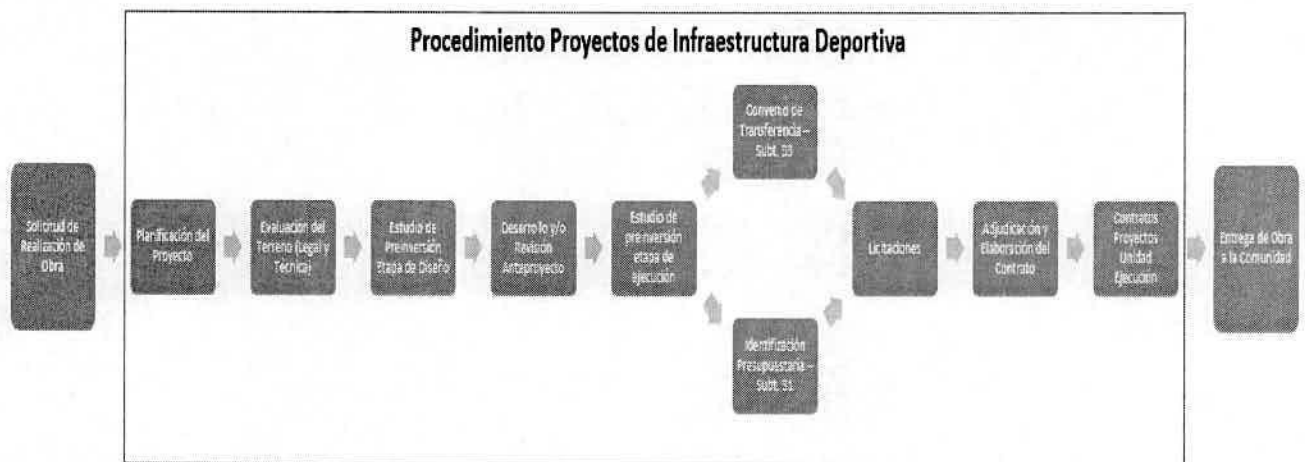 Procedimiento Proyectos de Infraestructura Deportiva
Solicitud de
Realización de
Obra
Planificación del
Proyecto
Evaluación del
Terreno (Legal y
Tecnica)
Estudio de
Preinversión
Etapa de Diseño
Desarrollo y/o
Revisión
Anteproyecto
Estudio de
preinversión
etapa de
ejecución
Convenio de
Transferencia –
Subt. 33
Identifización
Presupuestaria –
Subt. 31
Licitaciones
Adjudicación y
Elaboración del
Contrato
Contratos
Proyectos
Unidad
Ejecución
Entrega de Obra
a la Comunidad